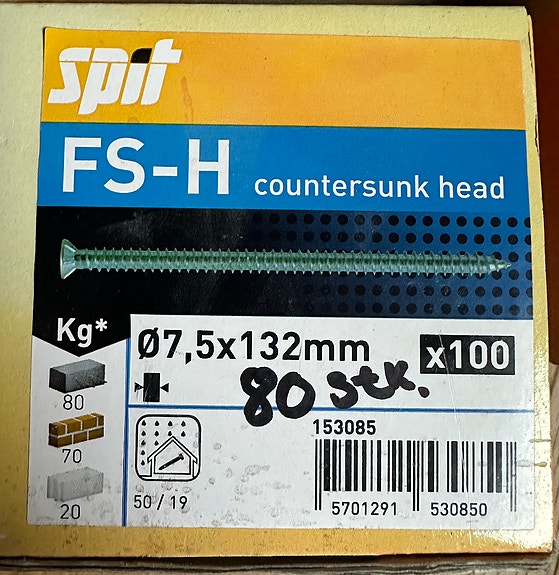 spit
FS-H countersunk head
Kg*
Ø7,5x132mm x100
80 stk.
80
70
20
50 / 19
153085
5701291 530850